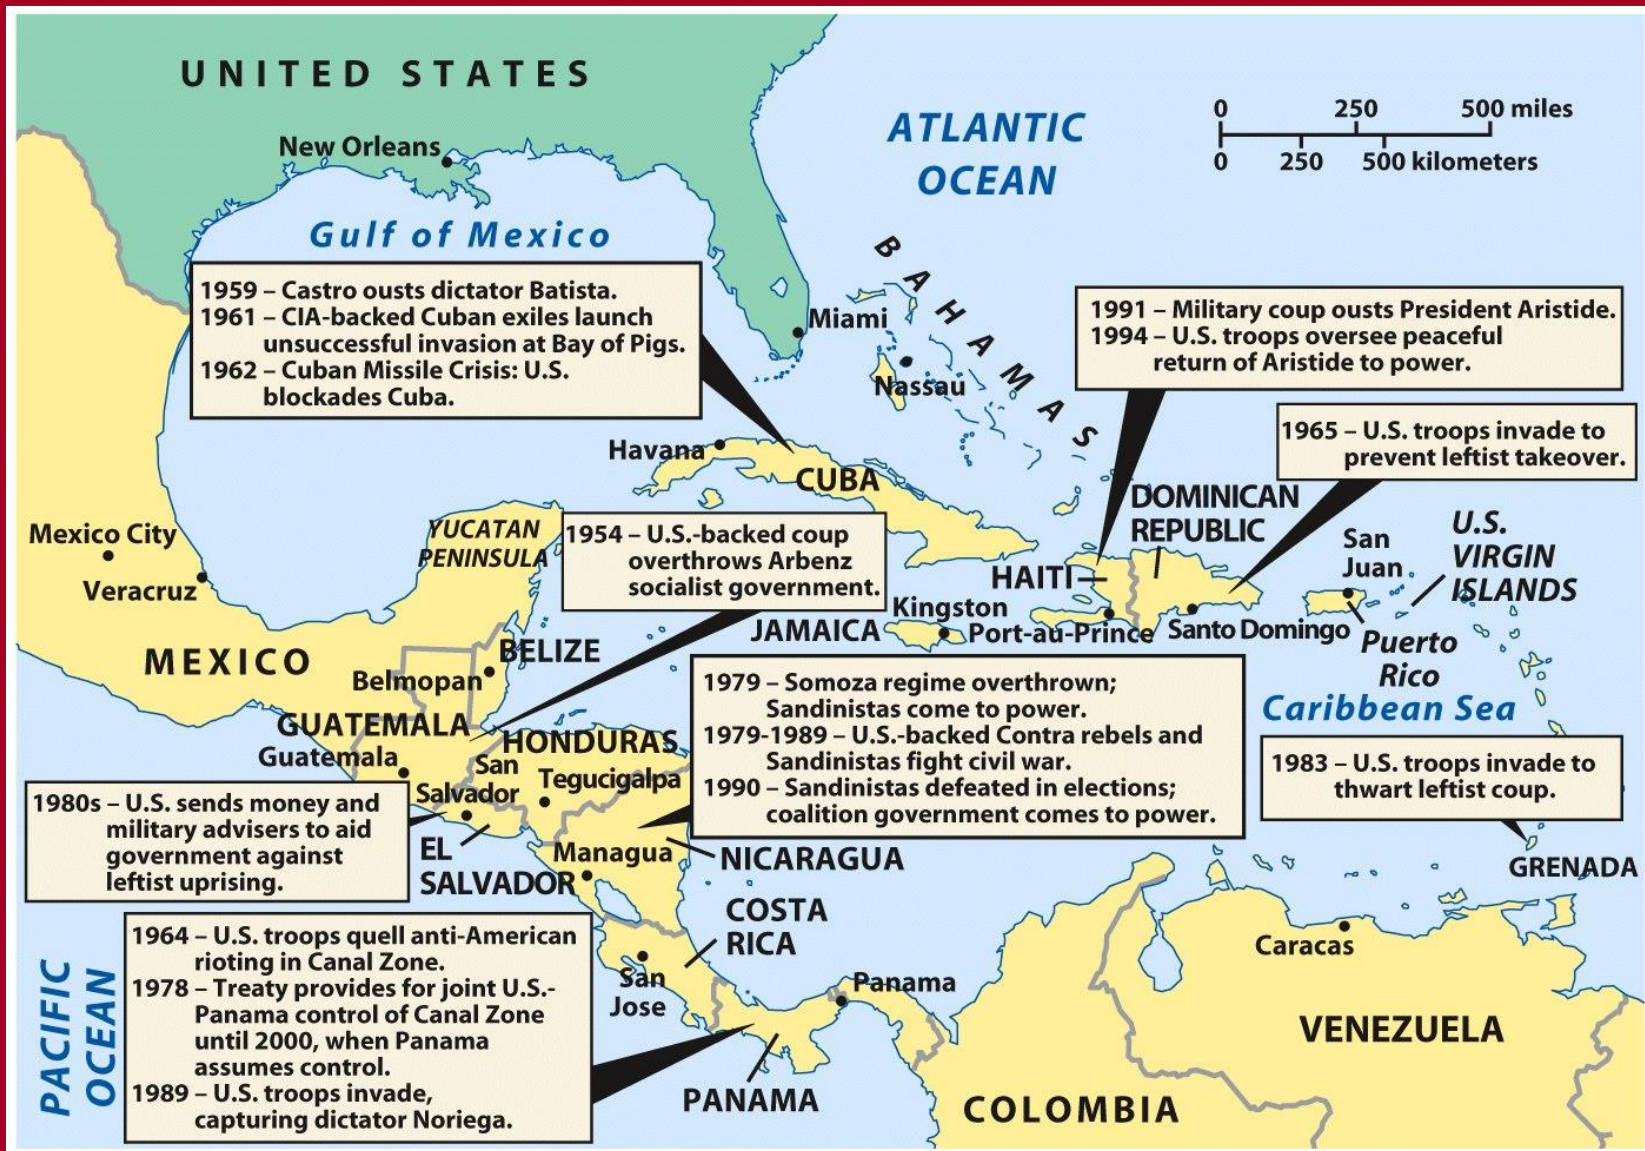 UNITED STATES
New Orleans
Gulf of Mexico
ATLANTIC
OCEAN
0 250 500 miles
0 250 500 kilometers
1959 – Castro ousts dictator Batista.
1961 – CIA-backed Cuban exiles launch
unsuccessful invasion at Bay of Pigs.
1962 – Cuban Missile Crisis: U.S.
blockades Cuba.
Miami
BAHAMAS
Nassau
1991 – Military coup ousts President Aristide.
1994 – U.S. troops oversee peaceful
return of Aristide to power.
1965 – U.S. troops invade to
prevent leftist takeover.
Havana
CUBA
DOMINICAN
REPUBLIC
HAITI
San
Juan
U.S.
VIRGIN
ISLANDS
Mexico City
Veracruz
YUCATAN
PENINSULA
1954 – U.S.-backed coup
overthrows Arbenz
socialist government.
Kingston
JAMAICA
Port-au-Prince
Santo Domingo
Puerto
Rico
MEXICO
BELIZE
Belmopan
GUATEMALA
Guatemala
HONDURAS
San
Salvador
Tegucigalpa
1979 – Somoza regime overthrown;
Sandinistas come to power.
1979-1989 – U.S.-backed Contra rebels and
Sandinistas fight civil war.
1990 – Sandinistas defeated in elections;
coalition government comes to power.
Caribbean Sea
1983 – U.S. troops invade to
thwart leftist coup.
GRENADA
1980s – U.S. sends money and
military advisers to aid
government against
leftist uprising.
EL
SALVADOR
Managua
NICARAGUA
COSTA
RICA
San
Jose
PACIFIC
OCEAN
1964 – U.S. troops quell anti-American
rioting in Canal Zone.
1978 – Treaty provides for joint U.S.-
Panama control of Canal Zone
until 2000, when Panama
assumes control.
1989 – U.S. troops invade,
capturing dictator Noriega.
Panama
PANAMA
Caracas
VENEZUELA
COLOMBIA